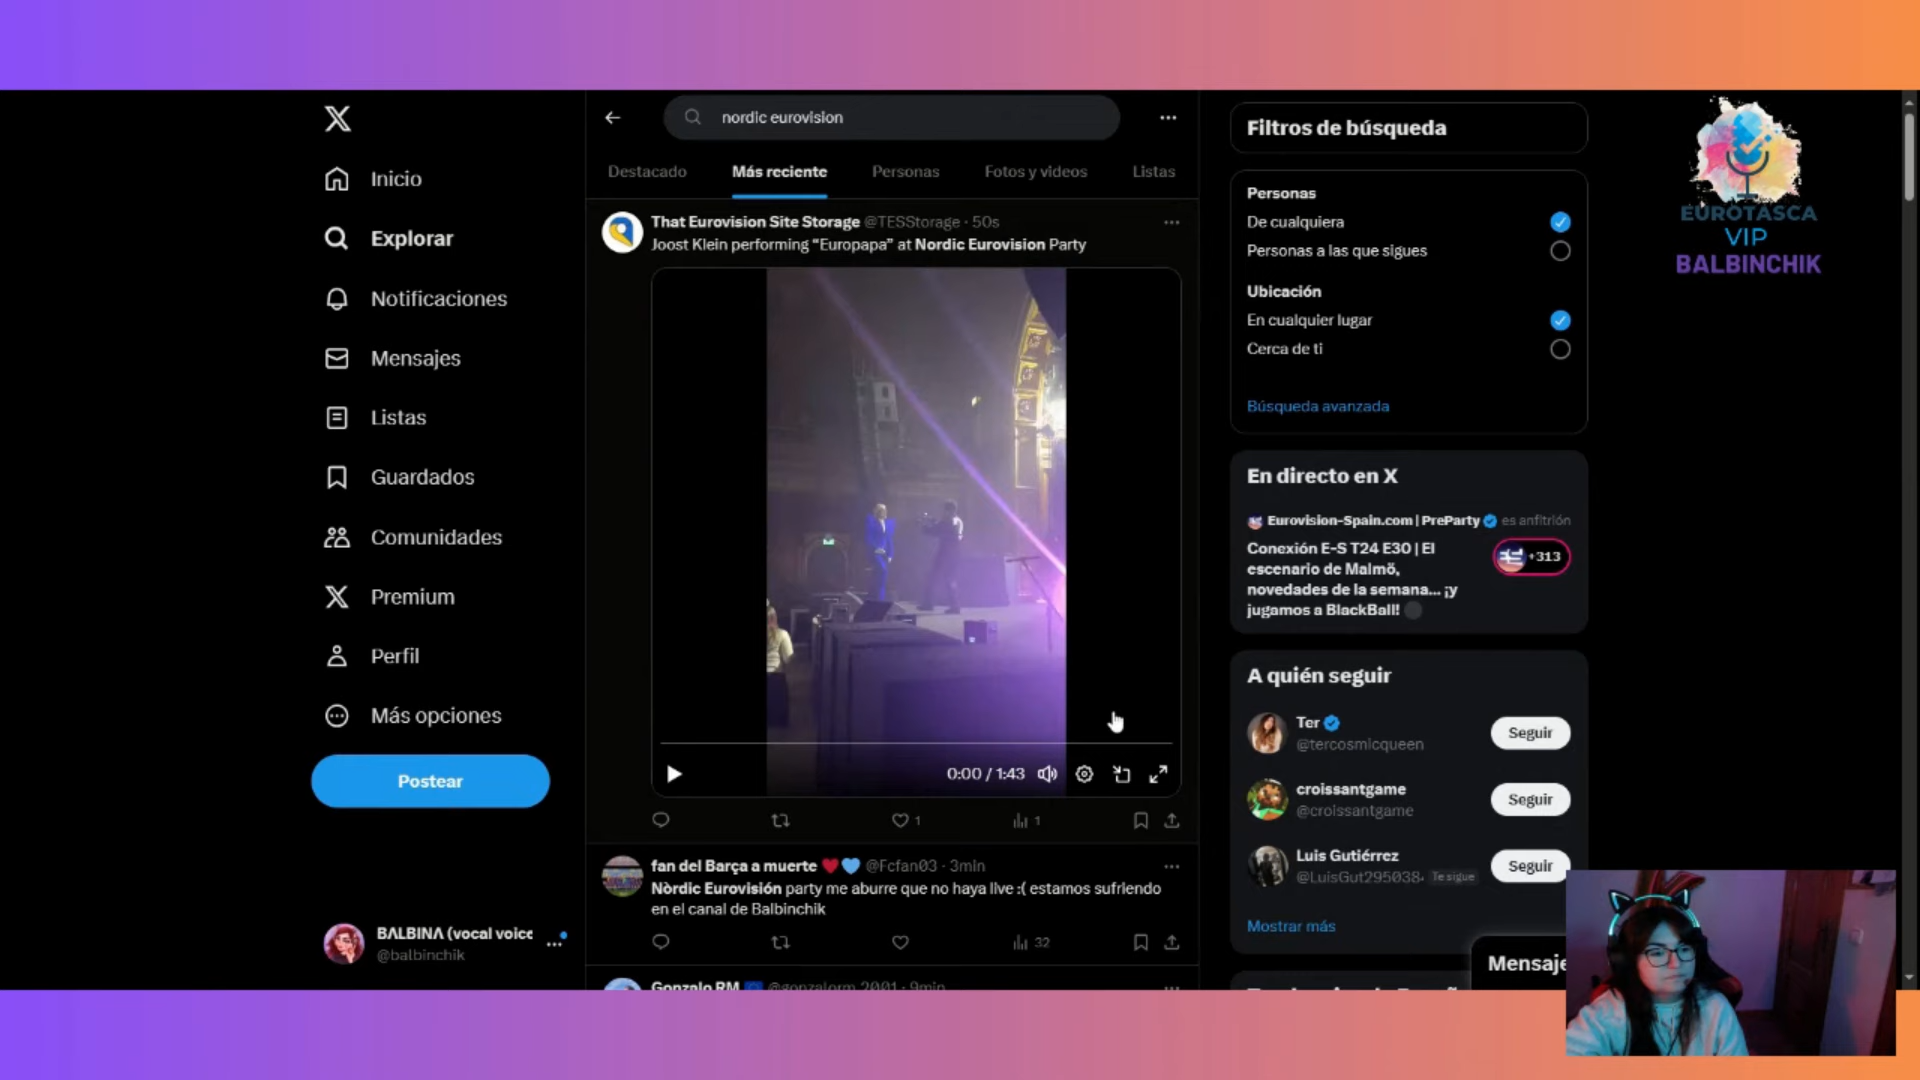 nordic eurovision
Destacado
Más reciente
Personas
Fotos y videos
Listas
Inicio
Explorar
Notificaciones
Mensajes
Listas
Guardados
Comunidades
Premium
Perfil
Más opciones
Postear
BALBINA (vocal voice
@balbinchik
That Eurovision Site Storage @TESStorage · 50s
Joost Klein performing “Europapa” at Nordic Eurovision Party
0:00 / 1:43
1
1
fan del Barça a muerte @Fcfan03 · 3min
Nòrdic Eurovisión party me aburre que no haya live :( estamos sufriendo
en el canal de Balbinchik
32
Gonzalo RM @gonzalorm_2001 · 9min
Filtros de búsqueda
Personas
De cualquiera
Personas a las que sigues
Ubicación
En cualquier lugar
Cerca de ti
Búsqueda avanzada
En directo en X
Eurovision-Spain.com | PreParty es anfitrión
Conexión E-S T24 E30 | El
escenario de Malmö,
novedades de la semana... ¡y
jugamos a BlackBall!
+313
A quién seguir
Ter
@tercosmicqueen
Seguir
croissantgame
@croissantgame
Seguir
Luis Gutiérrez
@LuisGut295038. Te sigue
Seguir
Mostrar más
Mensaje
EUROTASCA
VIP
BALBINCHIK